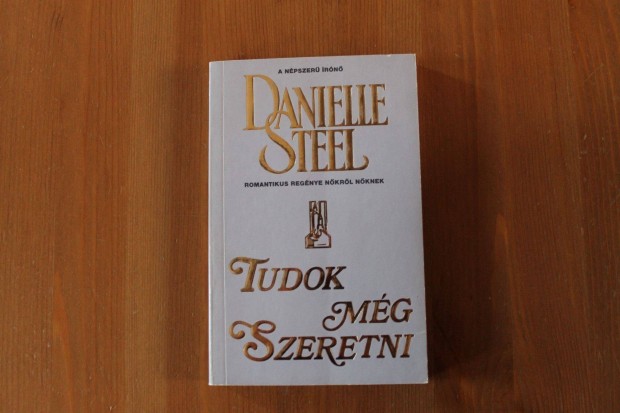 A NÉPSZERŰ ÍRÓNŐ
DANIELLE
STEEL
ROMANTIKUS REGÉNYE NŐKRŐL NŐKNEK
TUDOK
MÉG
SZERETNI